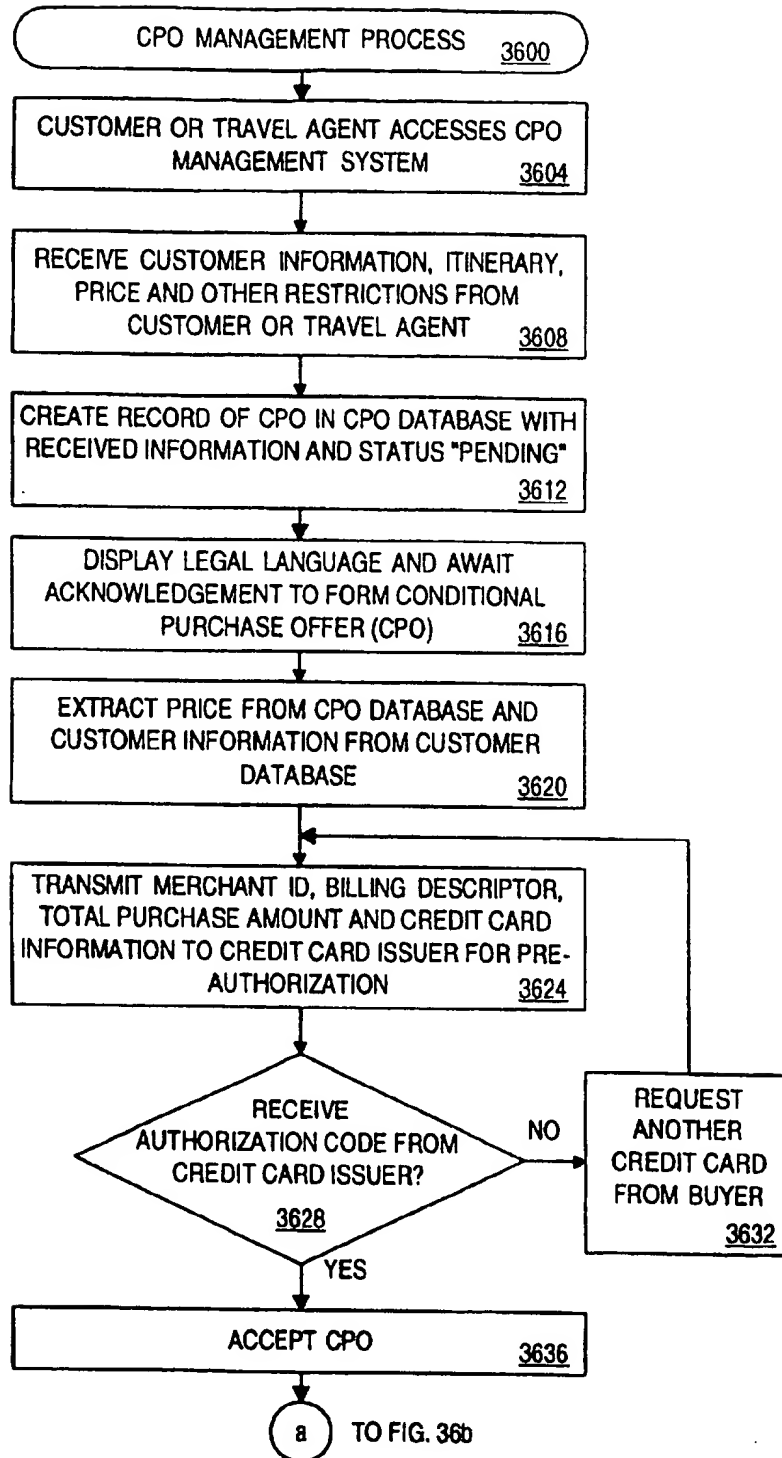 CPO MANAGEMENT PROCESS 3600
CUSTOMER OR TRAVEL AGENT ACCESSES CPO
MANAGEMENT SYSTEM 3604
RECEIVE CUSTOMER INFORMATION, ITINERARY,
PRICE AND OTHER RESTRICTIONS FROM
CUSTOMER OR TRAVEL AGENT 3608
CREATE RECORD OF CPO IN CPO DATABASE WITH
RECEIVED INFORMATION AND STATUS "PENDING"
3612
DISPLAY LEGAL LANGUAGE AND AWAIT
ACKNOWLEDGEMENT TO FORM CONDITIONAL
PURCHASE OFFER (CPO) 3616
EXTRACT PRICE FROM CPO DATABASE AND
CUSTOMER INFORMATION FROM CUSTOMER
DATABASE 3620
TRANSMIT MERCHANT ID, BILLING DESCRIPTOR,
TOTAL PURCHASE AMOUNT AND CREDIT CARD
INFORMATION TO CREDIT CARD ISSUER FOR PRE-
AUTHORIZATION 3624
RECEIVE
AUTHORIZATION CODE FROM
CREDIT CARD ISSUER?
3628
NO
REQUEST
ANOTHER
CREDIT CARD
FROM BUYER
3632
YES
ACCEPT CPO 3636
a TO FIG. 36b